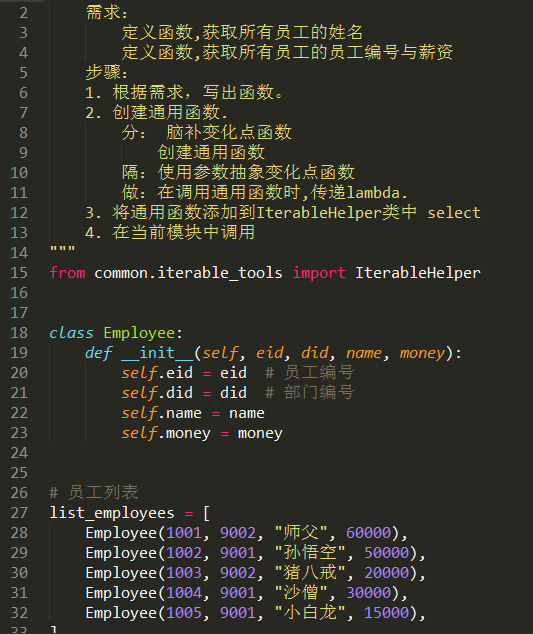 2 需求：
3 定义函数,获取所有员工的姓名
4 定义函数,获取所有员工的员工编号与薪资
5 步骤：
6 1. 根据需求，写出函数。
7 2. 创建通用函数.
8 分： 脑补变化点函数
9 创建通用函数
10 隔：使用参数抽象变化点函数
11 做：在调用通用函数时,传递lambda.
12 3. 将通用函数添加到IterableHelper类中 select
13 4. 在当前模块中调用
14 """
15 from common.iterable_tools import IterableHelper
16
17
18 class Employee:
19 def __init__(self, eid, did, name, money):
20 self.eid = eid  # 员工编号
21 self.did = did  # 部门编号
22 self.name = name
23 self.money = money
24
25
26 # 员工列表
27 list_employees = [
28 Employee(1001, 9002, "师父", 60000),
29 Employee(1002, 9001, "孙悟空", 50000),
30 Employee(1003, 9002, "猪八戒", 20000),
31 Employee(1004, 9001, "沙僧", 30000),
32 Employee(1005, 9001, "小白龙", 15000),